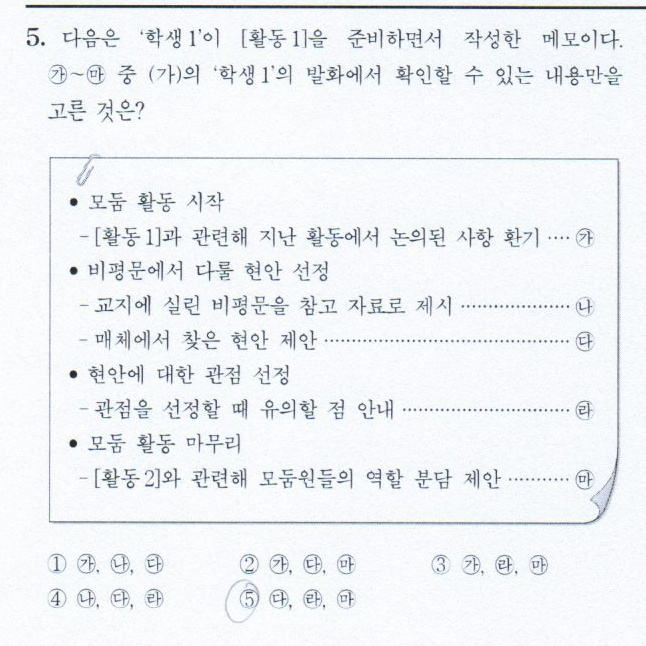 5. 다음은 ‘학생 1’이 [활동 1]을 준비하면서 작성한 메모이다.
㉮~㉲ 중 (가)의 ‘학생 1’의 발화에서 확인할 수 있는 내용만을
고른 것은?
• 모둠 활동 시작
- [활동 1]과 관련해 지난 활동에서 논의된 사항 환기 ···· ㉮
• 비평문에서 다룰 현안 선정
- 교지에 실린 비평문을 참고 자료로 제시 ···················· ㉯
- 매체에서 찾은 현안 제안 ············································ ㉰
• 현안에 대한 관점 선정
- 관점을 선정할 때 유의할 점 안내 ······························ ㉱
• 모둠 활동 마무리
- [활동 2]와 관련해 모둠원들의 역할 분담 제안 ··········· ㉲
① ㉮, ㉯, ㉰ ② ㉮, ㉰, ㉲ ③ ㉮, ㉱, ㉲
④ ㉯, ㉰, ㉱ ⑤ ㉰, ㉱, ㉲